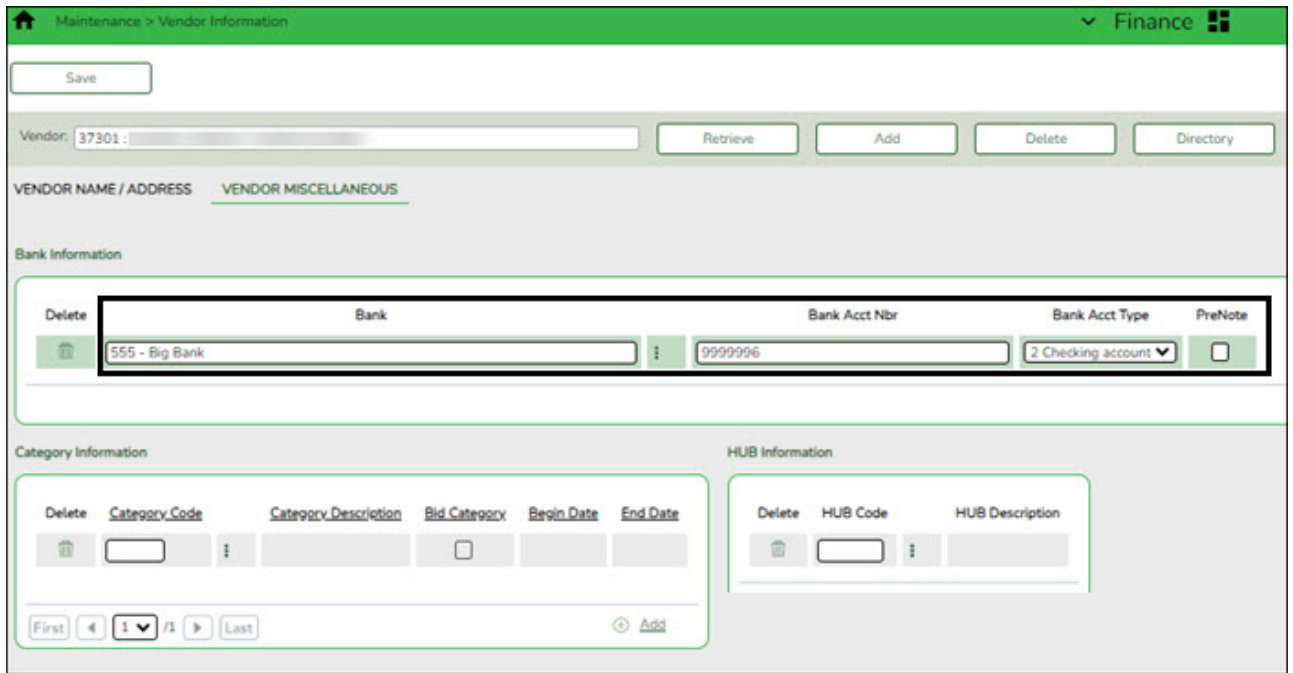 Maintenance > Vendor Information Finance
Save
Vendor: 37301 : Retrieve Add Delete Directory
VENDOR NAME / ADDRESS VENDOR MISCELLANEOUS
Bank Information
Delete Bank Bank Acct Nbr Bank Acct Type PreNote
555 - Big Bank 9999996 2 Checking account
Category Information HUB Information
Delete Category Code Category Description Bid Category Begin Date End Date Delete HUB Code HUB Description
First 1 /1 Last Add